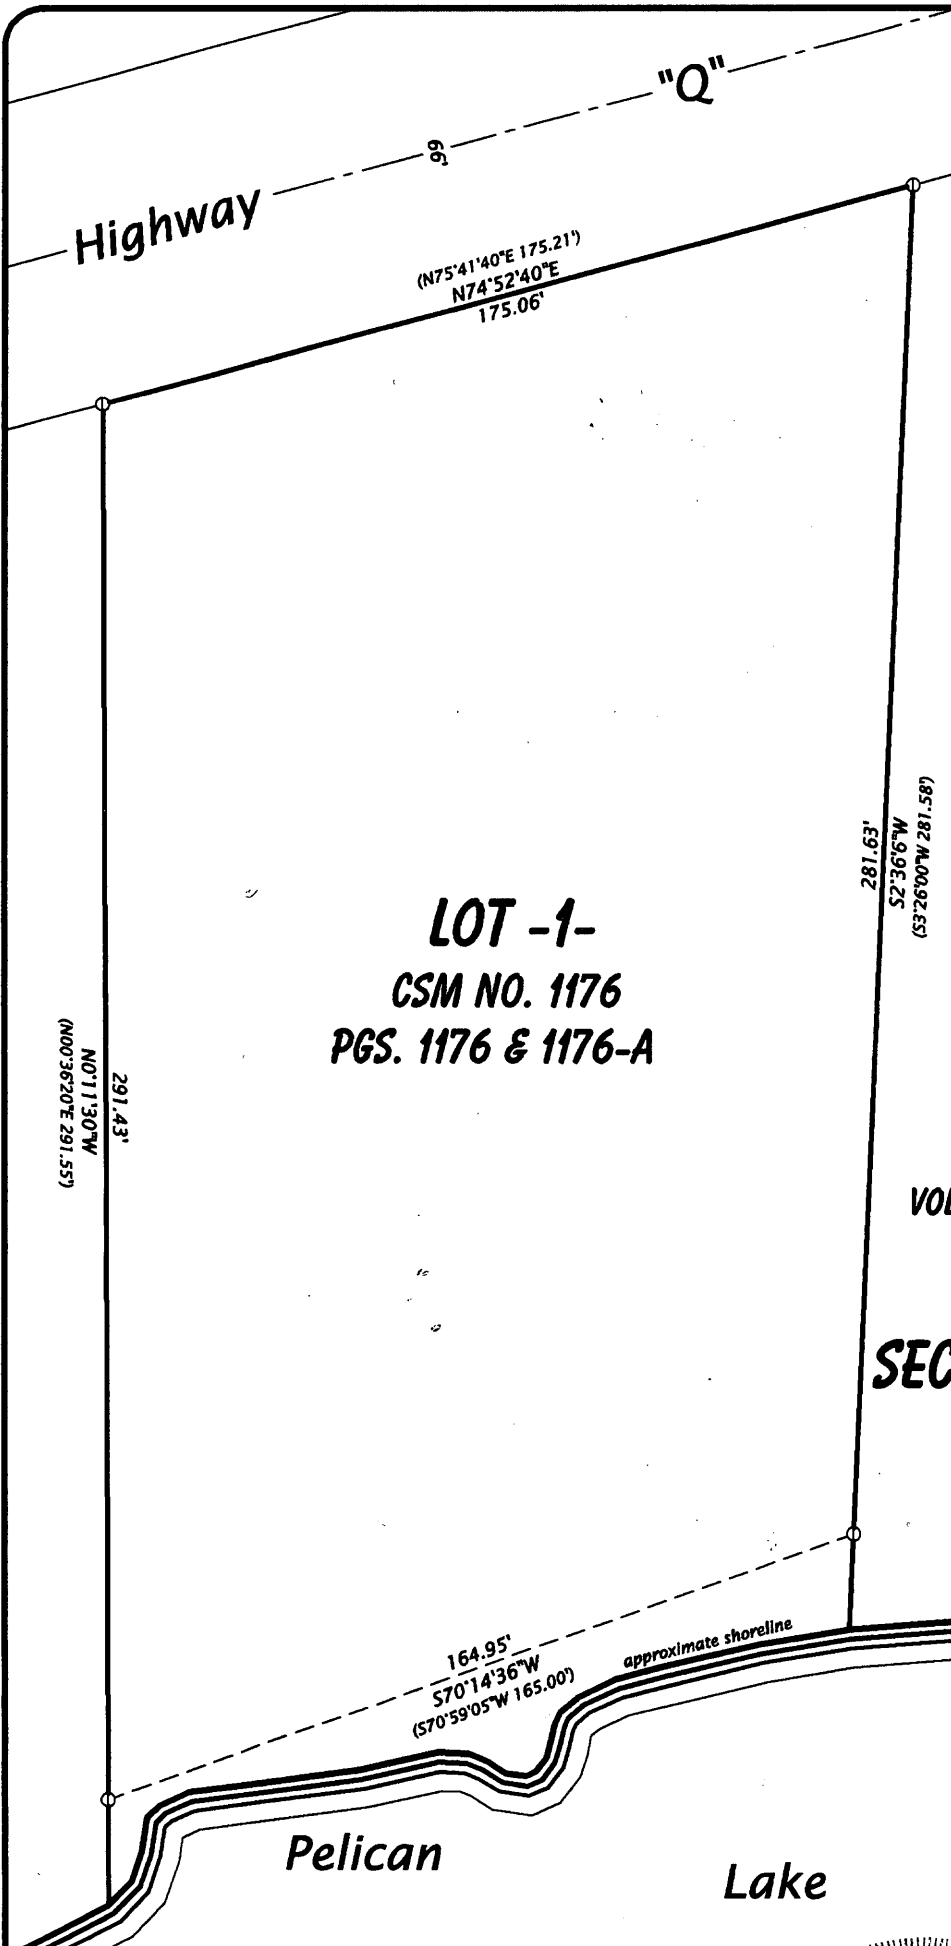 "Q"
66'
Highway
(N75°41'40"E 175.21')
N74°52'40"E
175.06'
281.63'
S2°36'9"W
(S3°26'00"W 281.58')
LOT -1-
CSM NO. 1176
PGS. 1176 & 1176-A
291.43'
N0°11'30"W
(N00°36'20"E 291.55')
VOL
SEC
164.95'
S70°14'36"W
(S70°59'05"W 165.00')
approximate shoreline
Pelican
Lake